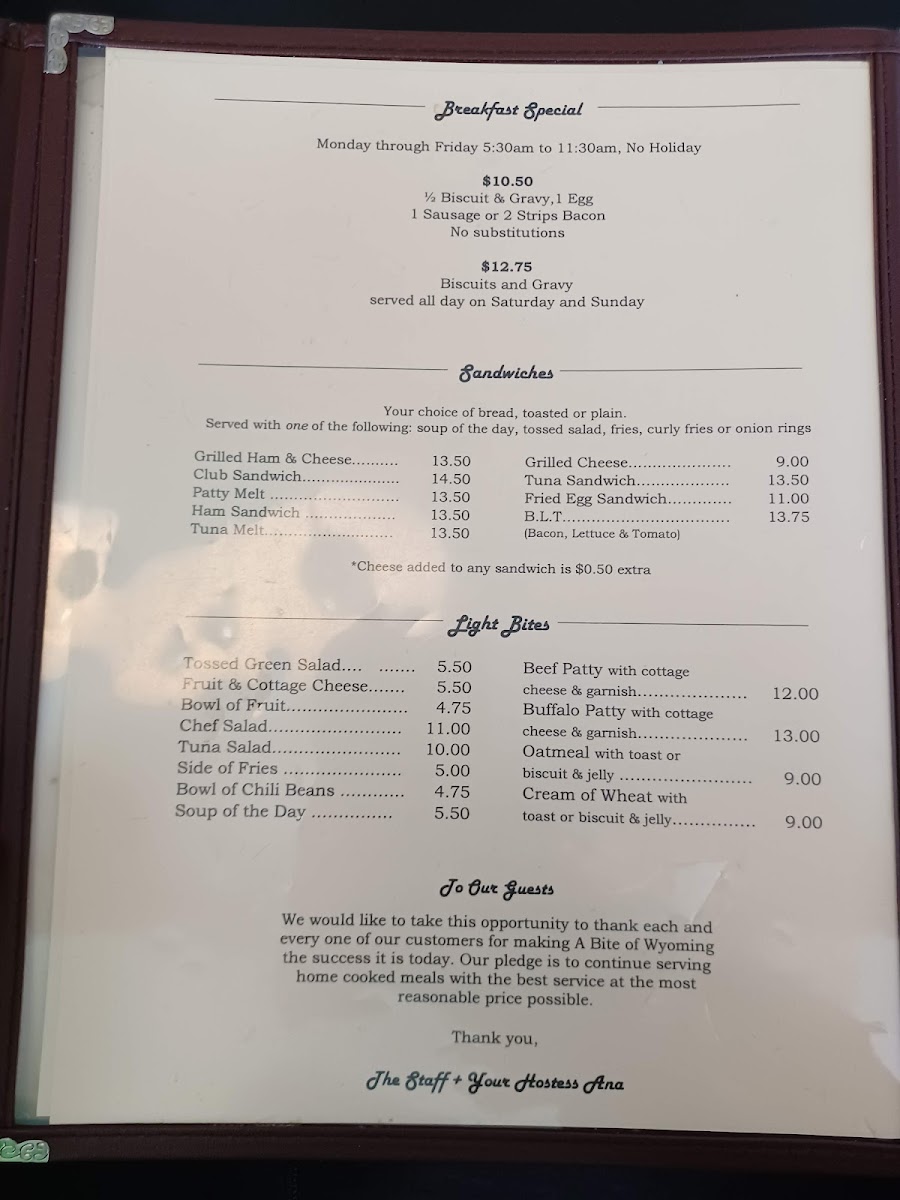 Breakfast Special
Monday through Friday 5:30am to 11:30am, No Holiday
$10.50
½ Biscuit & Gravy,1 Egg
1 Sausage or 2 Strips Bacon
No substitutions
$12.75
Biscuits and Gravy
served all day on Saturday and Sunday
Sandwiches
Your choice of bread, toasted or plain.
Served with one of the following: soup of the day, tossed salad, fries, curly fries or onion rings
Grilled Ham & Cheese.......... 13.50
Club Sandwich..................... 14.50
Patty Melt ............................ 13.50
Ham Sandwich .................... 13.50
Tuna Melt............................ 13.50
Grilled Cheese...................... 9.00
Tuna Sandwich.................... 13.50
Fried Egg Sandwich............. 11.00
B.L.T.................................. 13.75
(Bacon, Lettuce & Tomato)
*Cheese added to any sandwich is $0.50 extra
Light Bites
Tossed Green Salad.... ....... 5.50
Fruit & Cottage Cheese....... 5.50
Bowl of Fruit....................... 4.75
Chef Salad.......................... 11.00
Tuna Salad......................... 10.00
Side of Fries ....................... 5.00
Bowl of Chili Beans ............ 4.75
Soup of the Day ................ 5.50
Beef Patty with cottage
cheese & garnish..................... 12.00
Buffalo Patty with cottage
cheese & garnish..................... 13.00
Oatmeal with toast or
biscuit & jelly ......................... 9.00
Cream of Wheat with
toast or biscuit & jelly................ 9.00
To Our Guests
We would like to take this opportunity to thank each and
every one of our customers for making A Bite of Wyoming
the success it is today. Our pledge is to continue serving
home cooked meals with the best service at the most
reasonable price possible.
Thank you,
The Staff + Your Hostess Ana